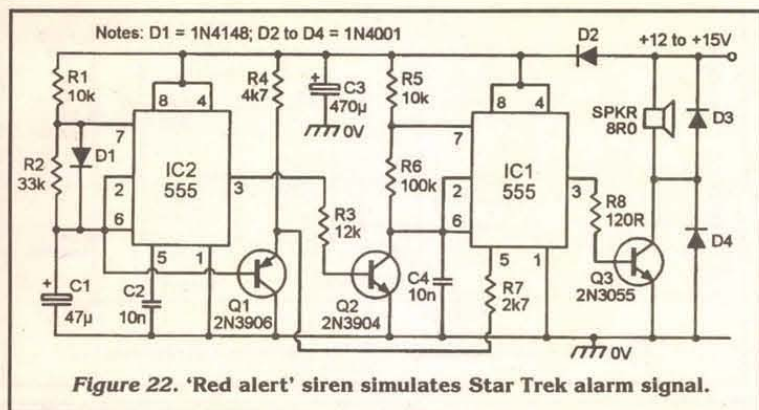 Notes: D1 = 1N4148; D2 to D4 = 1N4001
D2
+12 to +15V
R1
10k
R4
4k7
+
C3
470µ
0V
R5
10k
8
4
8
4
SPKR
8R0
D3
7
D1
R2
33k
IC2
555
2
3
6
7
R6
100k
IC1
555
2
3
6
R8
120R
R3
12k
D4
5
1
5
1
+
C1
47µ
C2
10n
Q1
2N3906
Q2
2N3904
C4
10n
R7
2k7
Q3
2N3055
0V
Figure 22. 'Red alert' siren simulates Star Trek alarm signal.